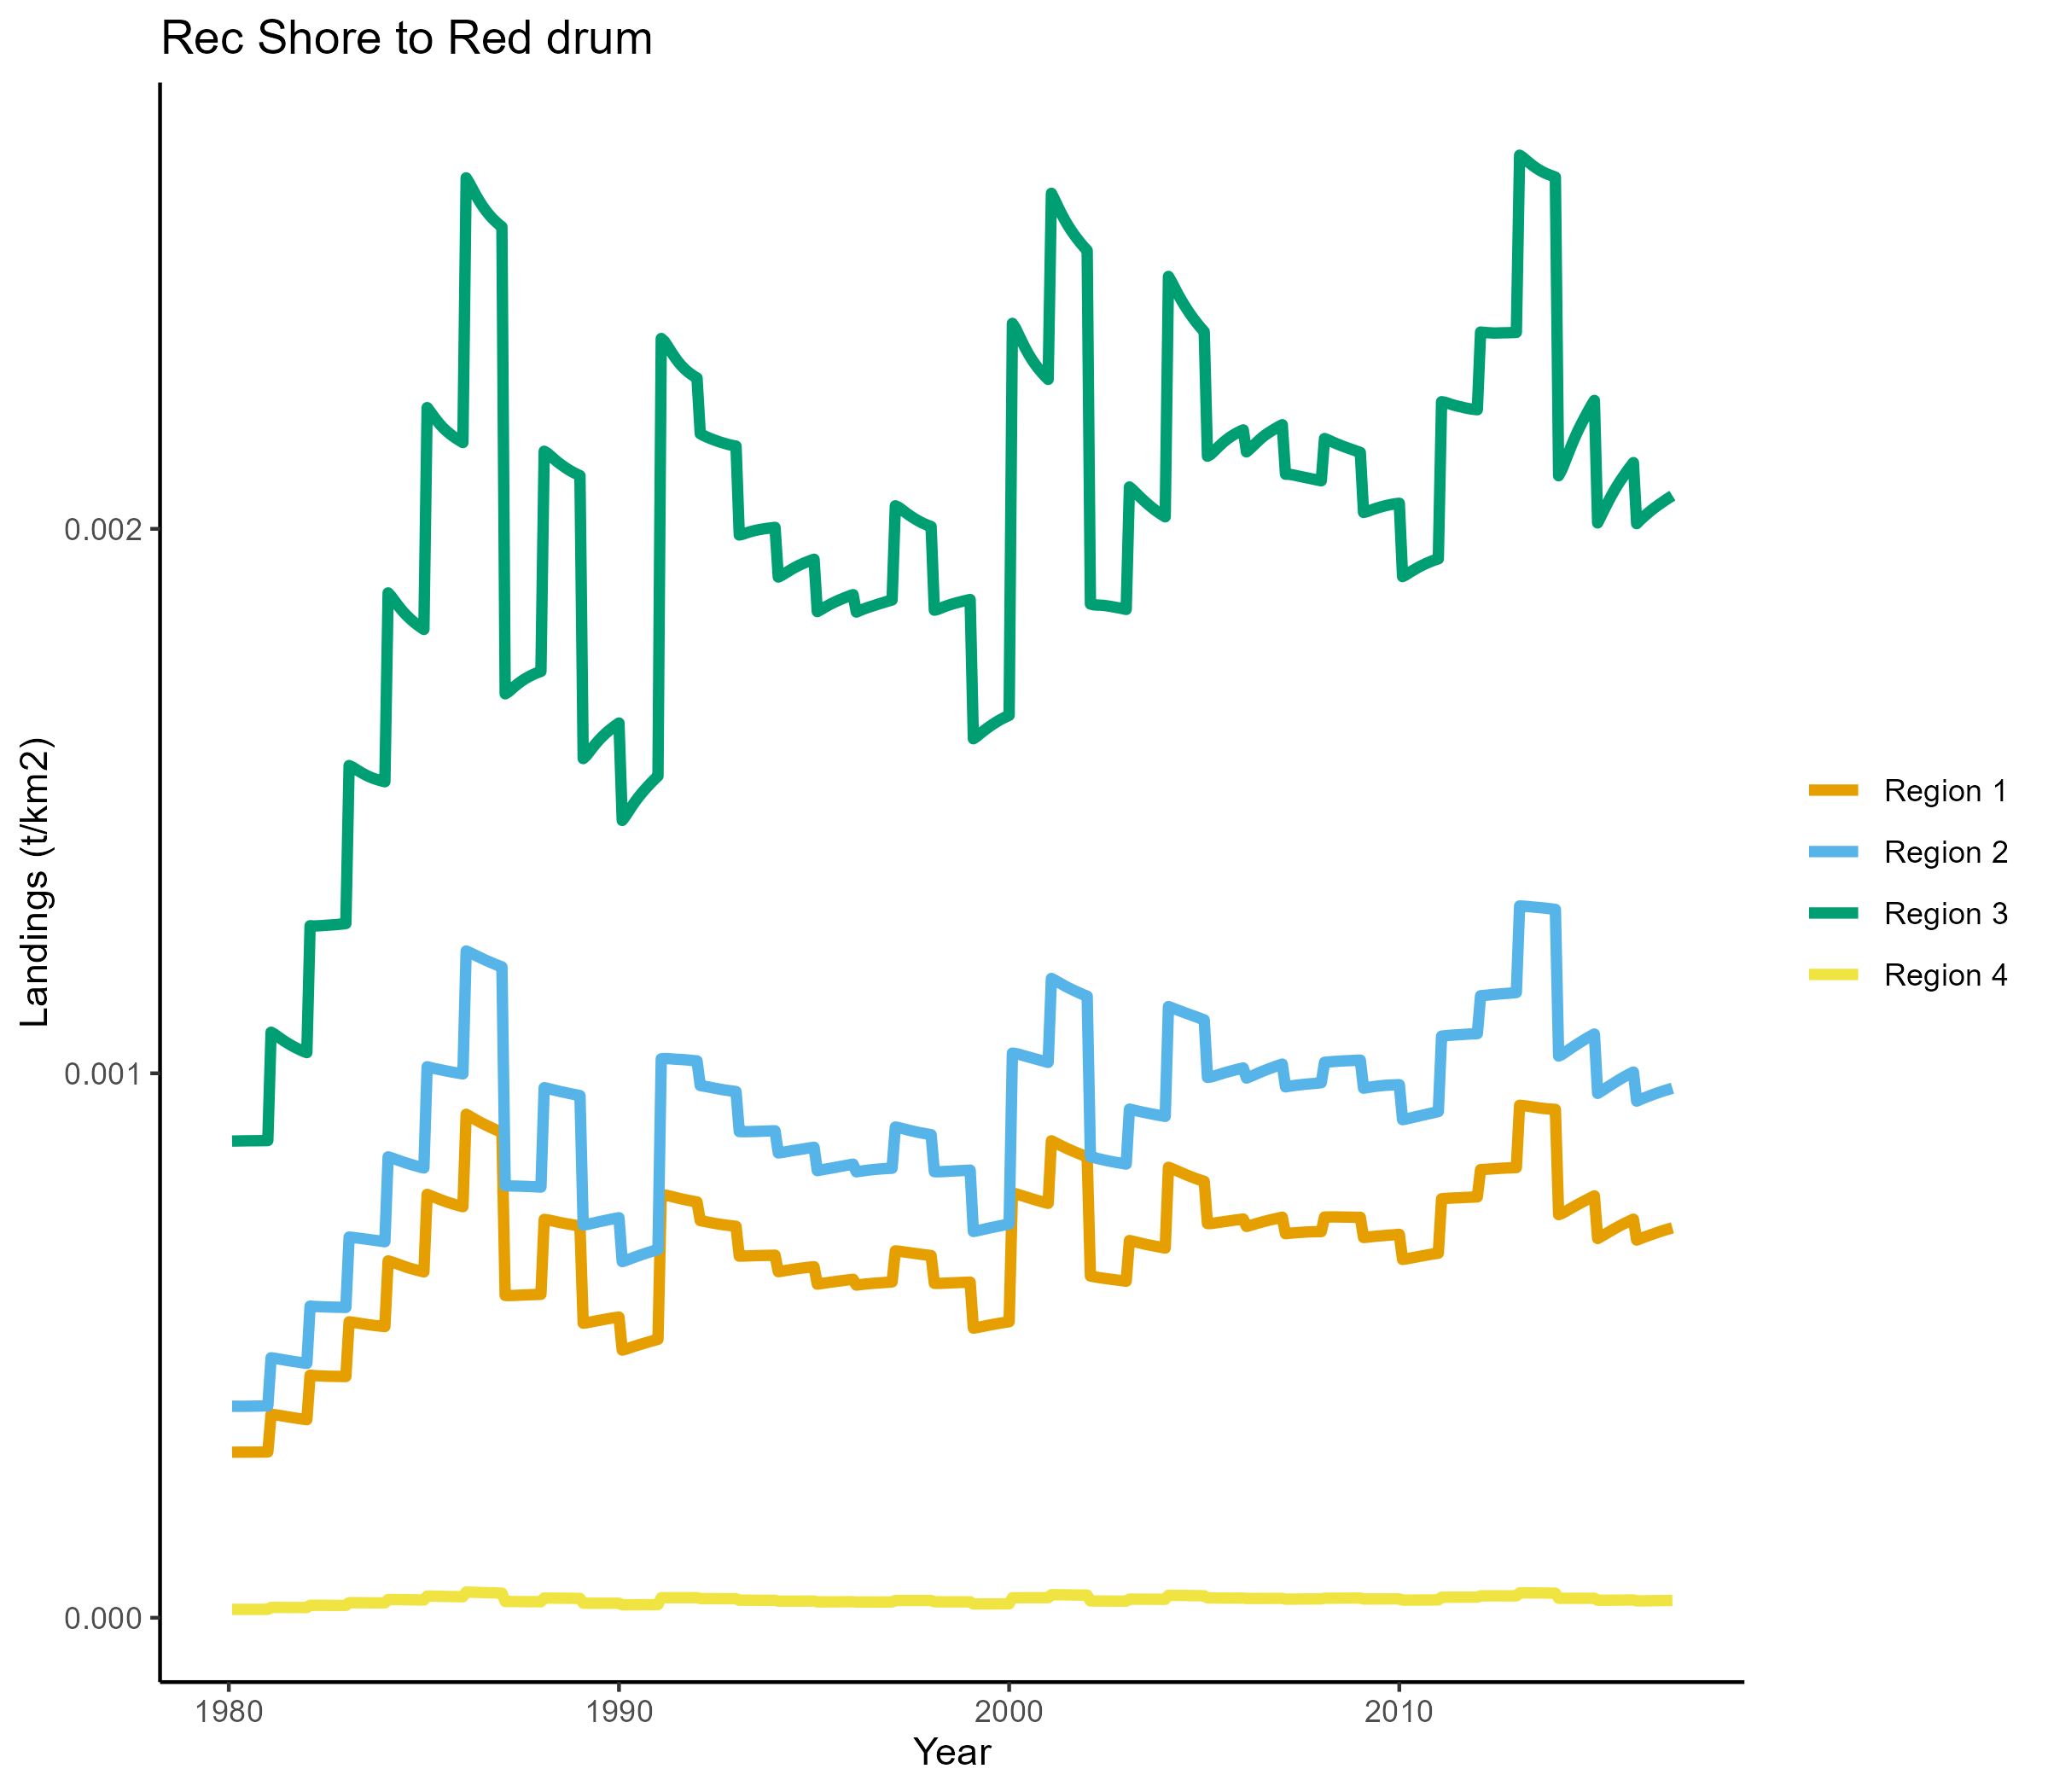 Rec Shore to Red drum
Landings (t/km2)
0.002
0.001
0.000
1980
1990
2000
2010
Year
Region 1
Region 2
Region 3
Region 4